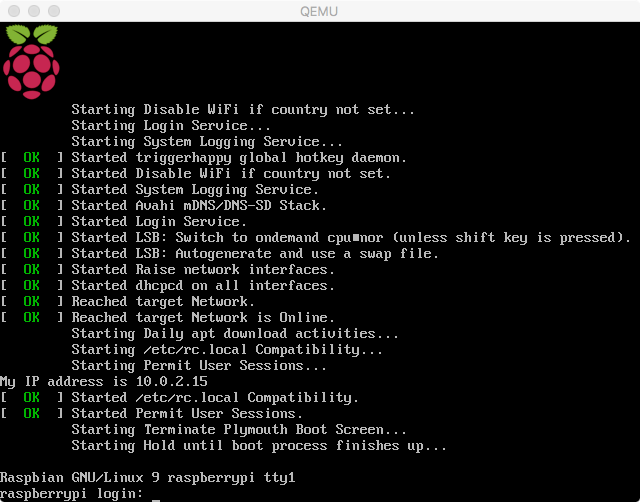 QEMU
Starting Disable WiFi if country not set...
Starting Login Service...
Starting System Logging Service...
[  OK  ] Started triggerhappy global hotkey daemon.
[  OK  ] Started Disable WiFi if country not set.
[  OK  ] Started System Logging Service.
[  OK  ] Started Avahi mDNS/DNS-SD Stack.
[  OK  ] Started Login Service.
[  OK  ] Started LSB: Switch to ondemand cpu■nor (unless shift key is pressed).
[  OK  ] Started LSB: Autogenerate and use a swap file.
[  OK  ] Started Raise network interfaces.
[  OK  ] Started dhcpcd on all interfaces.
[  OK  ] Reached target Network.
[  OK  ] Reached target Network is Online.
Starting Daily apt download activities...
Starting /etc/rc.local Compatibility...
Starting Permit User Sessions...
My IP address is 10.0.2.15
[  OK  ] Started /etc/rc.local Compatibility.
[  OK  ] Started Permit User Sessions.
Starting Terminate Plymouth Boot Screen...
Starting Hold until boot process finishes up...
Raspbian GNU/Linux 9 raspberrypi tty1
raspberrypi login: _